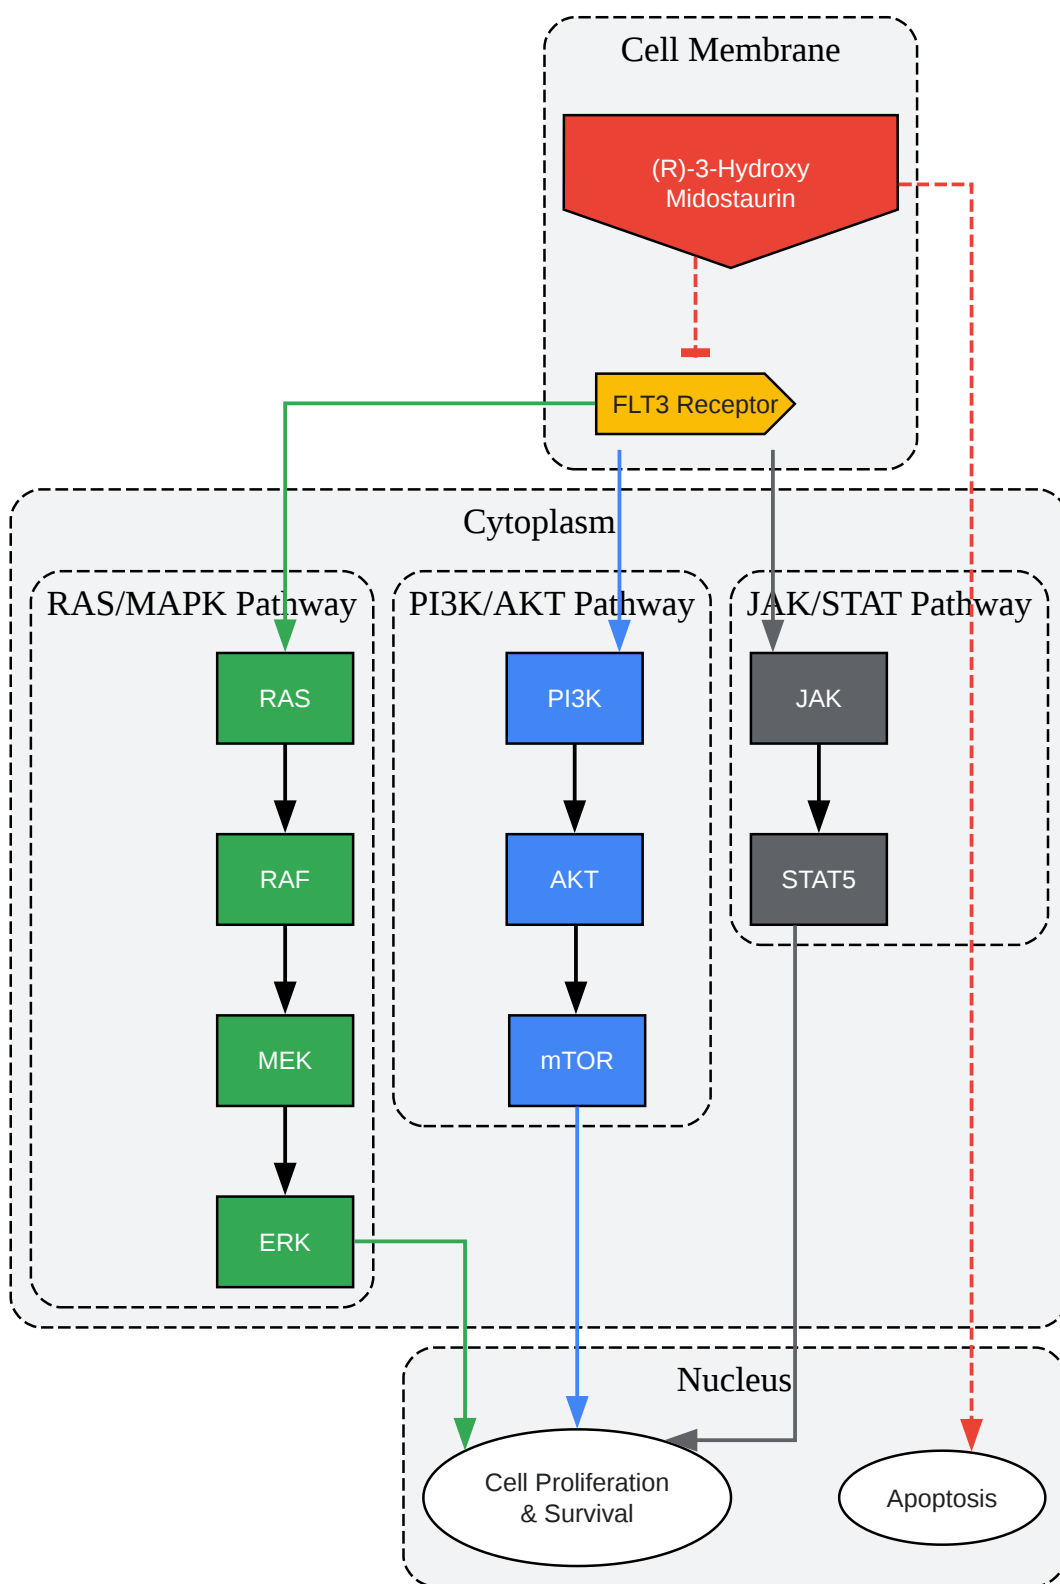 Cell Membrane
(R)-3-Hydroxy
Midostaurin
FLT3 Receptor
Cytoplasm
RAS/MAPK Pathway
PI3K/AKT Pathway
JAK/STAT Pathway
RAS
PI3K
JAK
RAF
AKT
STAT5
MEK
mTOR
ERK
Nucleus
Cell Proliferation
& Survival
Apoptosis